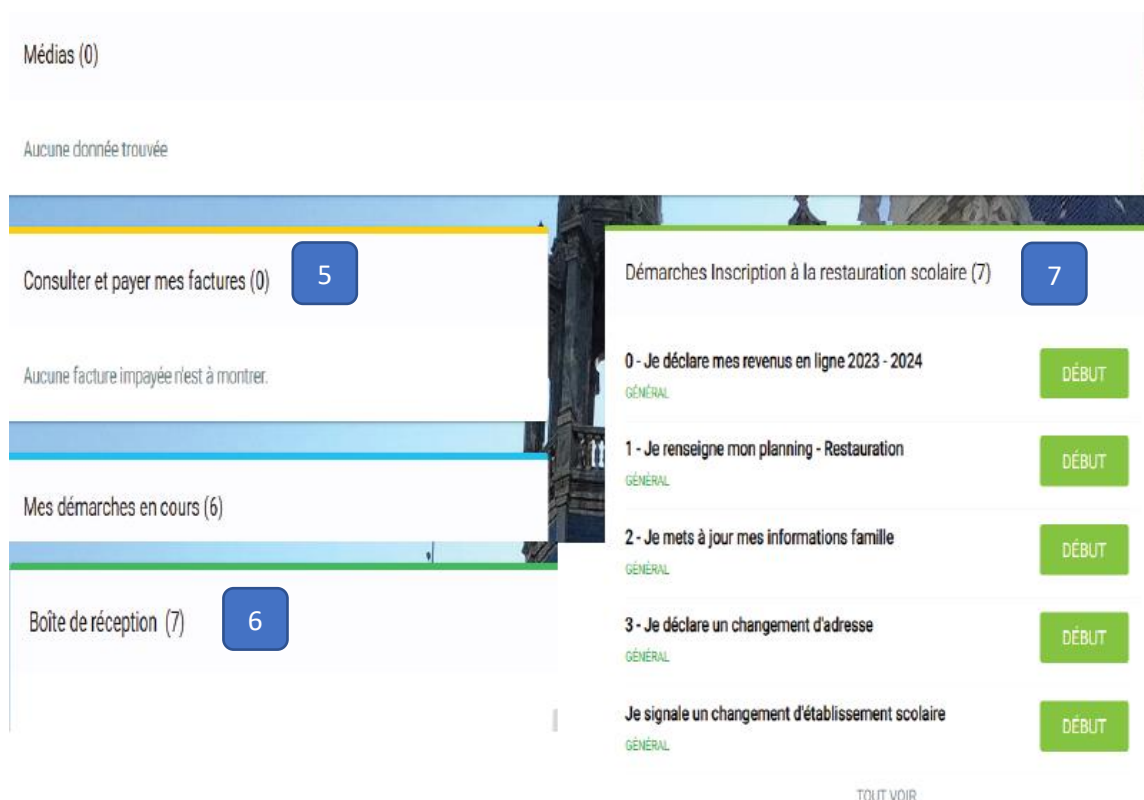 Médias (0)
Aucune donnée trouvée
Consulter et payer mes factures (0)
5
Aucune facture impayée n'est à montrer.
Mes démarches en cours (6)
Boîte de réception (7)
6
Démarches Inscription à la restauration scolaire (7)
7
0 - Je déclare mes revenus en ligne 2023 - 2024
GÉNÉRAL
DÉBUT
1 - Je renseigne mon planning - Restauration
GÉNÉRAL
DÉBUT
2 - Je mets à jour mes informations famille
GÉNÉRAL
DÉBUT
3 - Je déclare un changement d'adresse
GÉNÉRAL
DÉBUT
Je signale un changement d'établissement scolaire
GÉNÉRAL
DÉBUT
TOUT VOIR